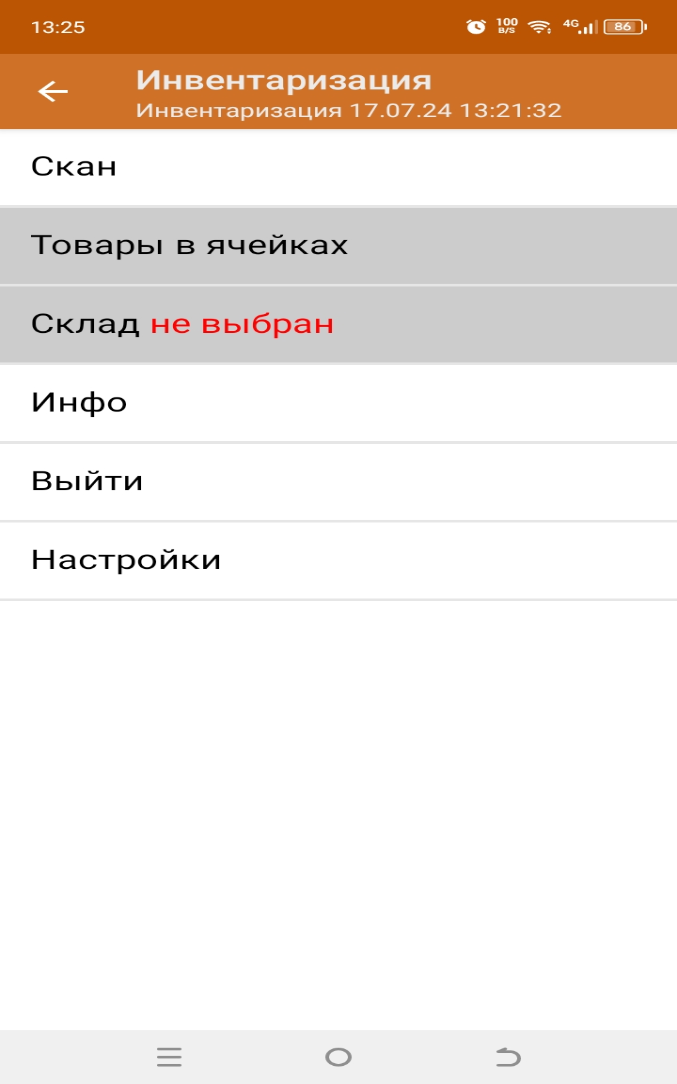 13:25
100
B/S
4G
86
Инвентаризация
Инвентаризация 17.07.24 13:21:32
Скан
Товары в ячейках
Склад не выбран
Инфо
Выйти
Настройки